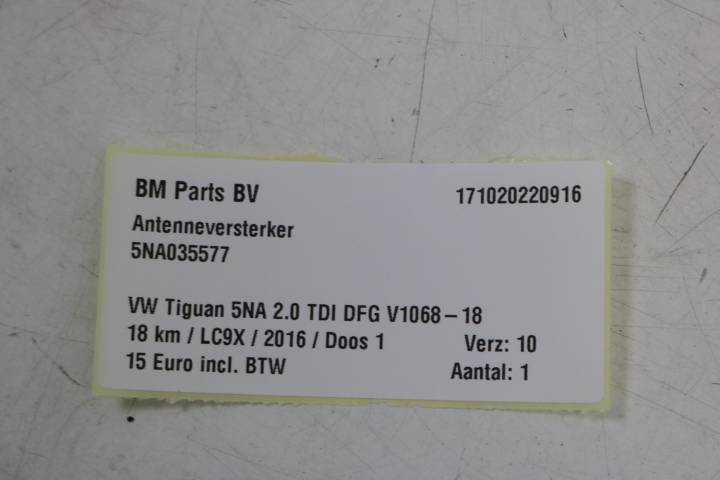 BM Parts BV 171020220916
Antenneversterker
5NA035577
VW Tiguan 5NA 2.0 TDI DFG V1068-18
18 km / LC9X / 2016 / Doos 1 Verz: 10
15 Euro incl. BTW Aantal: 1